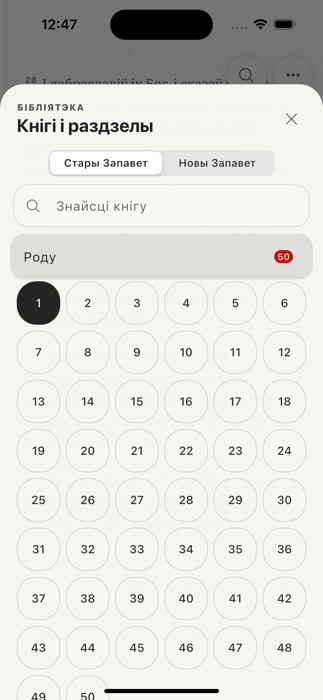 12:47
28 І дабраславіў іх Бог, і сказаў
БІБЛІЯТЭКА
Кнігі і раздзелы
Стары Запавет Новы Запавет
Знайсці кнігу
Роду 50
1 2 3 4 5 6
7 8 9 10 11 12
13 14 15 16 17 18
19 20 21 22 23 24
25 26 27 28 29 30
31 32 33 34 35 36
37 38 39 40 41 42
43 44 45 46 47 48
49 50